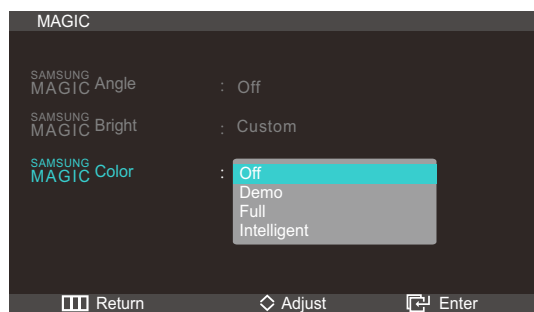 MAGIC
SAMSUNG
MAGIC Angle : Off
SAMSUNG
MAGIC Bright : Custom
SAMSUNG
MAGIC Color : Off
Demo
Full
Intelligent
Return Adjust Enter